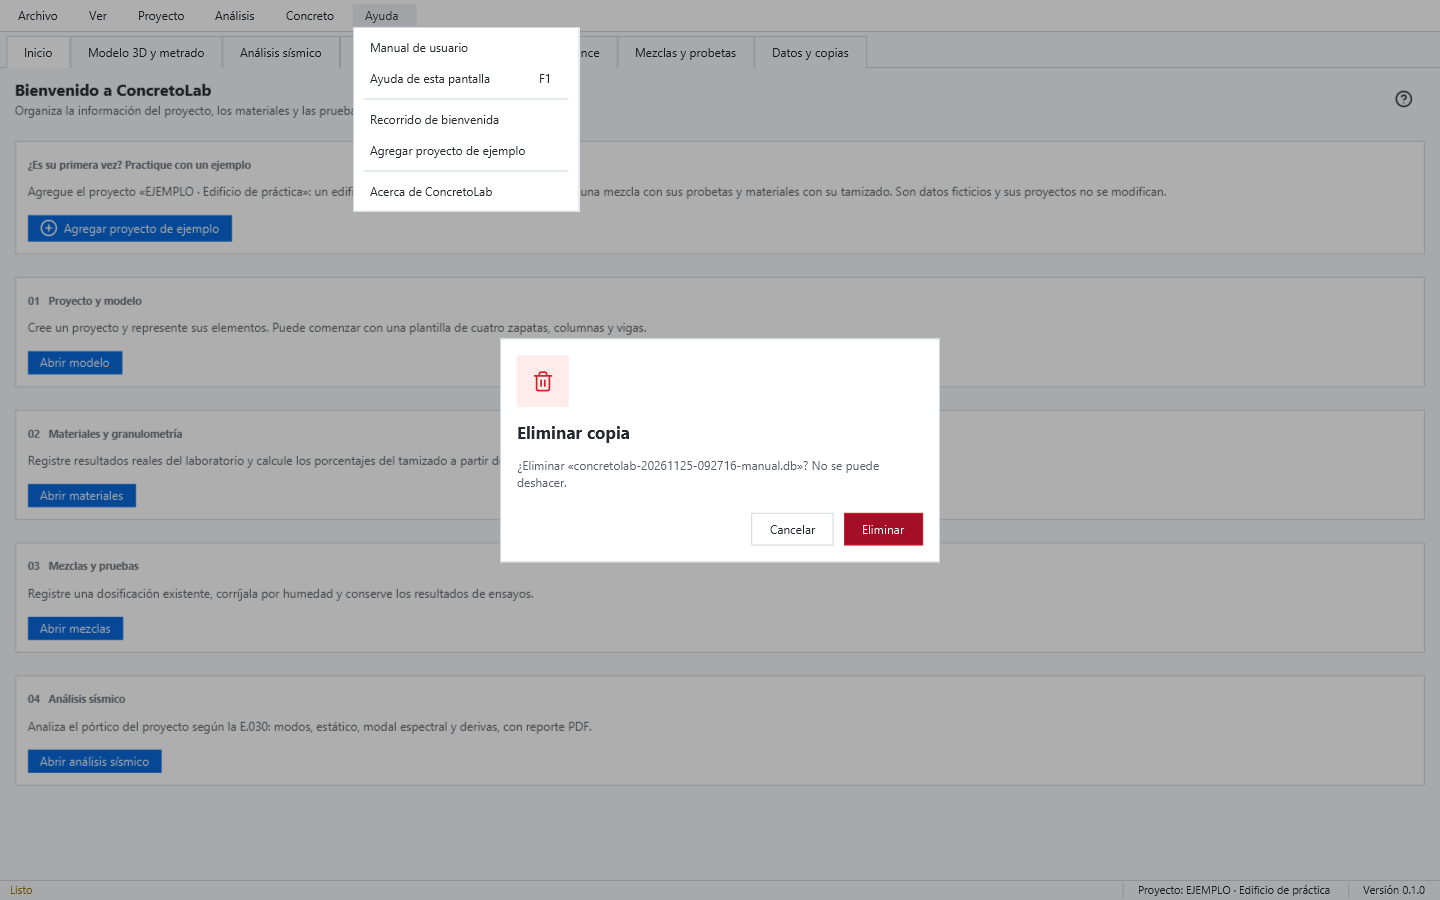 Archivo Ver Proyecto Análisis Concreto Ayuda
Inicio Modelo 3D y metrado Análisis sísmico Mezclas y probetas Datos y copias
Manual de usuario
Ayuda de esta pantalla F1
Recorrido de bienvenida
Agregar proyecto de ejemplo
Acerca de ConcretoLab
Bienvenido a ConcretoLab
Organiza la información del proyecto, los materiales y las
¿Es su primera vez? Practique con un ejemplo
Agregue el proyecto «EJEMPLO · Edificio de práctica»: un una mezcla con sus probetas y materiales con su tamizado. Son datos ficticios y sus proyectos no se modifican.
Agregar proyecto de ejemplo
01 Proyecto y modelo
Cree un proyecto y represente sus elementos. Puede comenzar con una plantilla de cuatro zapatas, columnas y vigas.
Abrir modelo
02 Materiales y granulometría
Registre resultados reales del laboratorio y calcule los porcentajes del tamizado a partir
Abrir materiales
03 Mezclas y pruebas
Registre una dosificación existente, corríjala por humedad y conserve los resultados de ensayos.
Abrir mezclas
04 Análisis sísmico
Analiza el pórtico del proyecto según la E.030: modos, estático, modal espectral y derivas, con reporte PDF.
Abrir análisis sísmico
Eliminar copia
¿Eliminar «concretolab-20261125-092716-manual.db»? No se puede
deshacer.
Cancelar Eliminar
Listo Proyecto: EJEMPLO · Edificio de práctica Versión 0.1.0